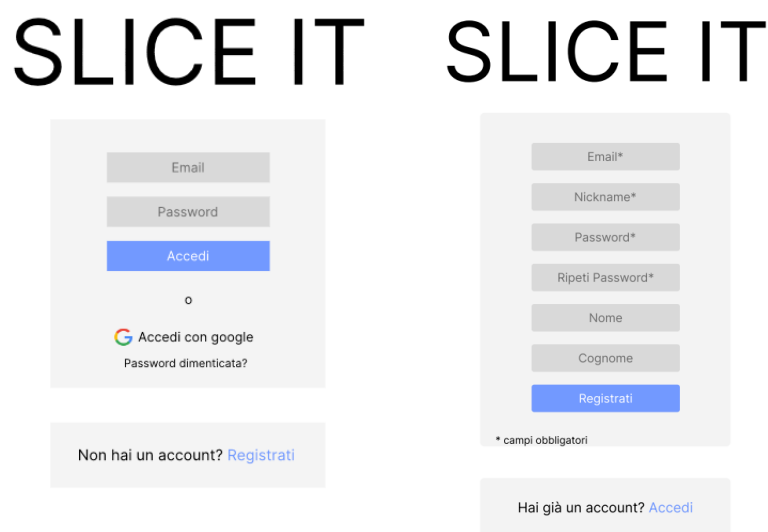 SLICE IT
Email
Password
Accedi
o
Accedi con google
Password dimenticata?
Non hai un account? Registrati
SLICE IT
Email*
Nickname*
Password*
Ripeti Password*
Nome
Cognome
Registrati
* campi obbligatori
Hai già un account? Accedi